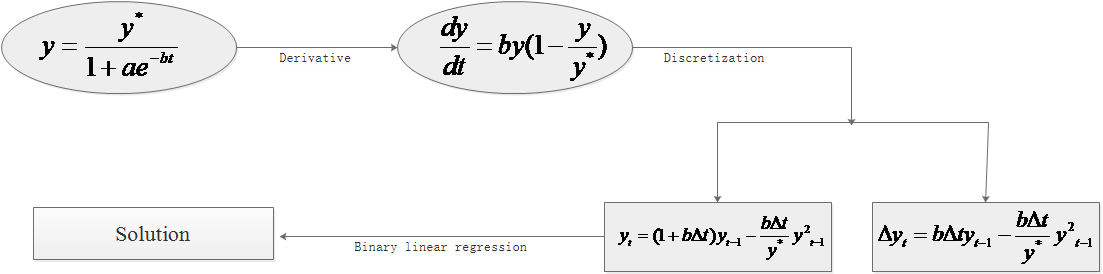 y = y* / (1 + ae^{-bt})
Derivative
dy/dt = by(1 - y/y*)
Discretization
y_t = (1 + bΔt)y_{t-1} - (bΔt/y*) y²_{t-1}
Δy_t = bΔty_{t-1} - (bΔt/y*) y²_{t-1}
Binary linear regression
Solution